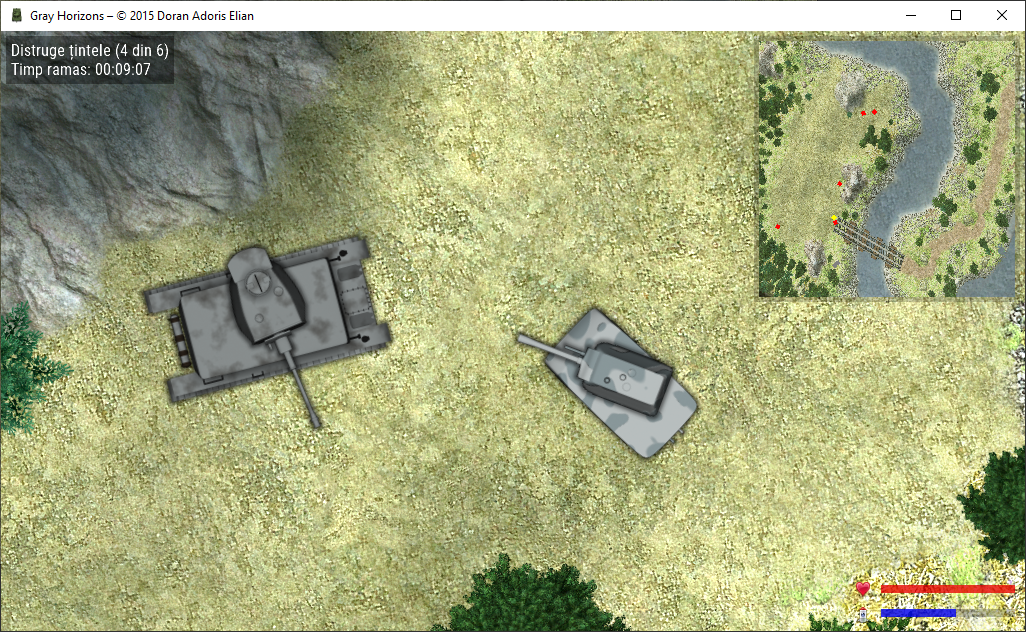 Gray Horizons – © 2015 Doran Adoris Elian
Distruge țintele (4 din 6)
Timp ramas: 00:09:07